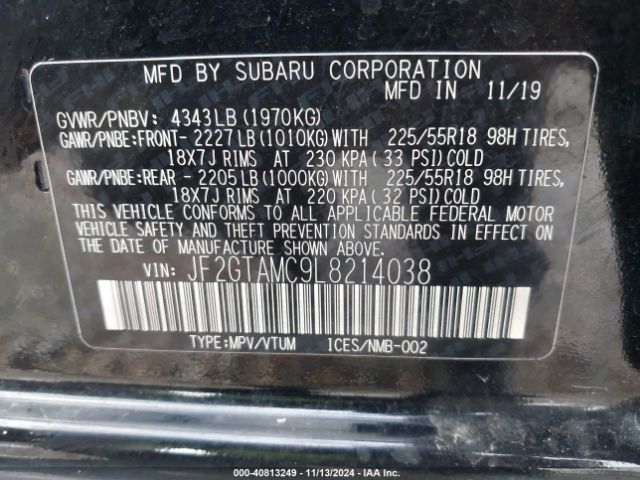 MFD BY SUBARU CORPORATION
MFD IN 11/19
GVWR/PNBV: 4343LB(1970KG)
GAWR/PNBE:FRONT- 2227LB(1010KG)WITH 225/55R18 98H TIRES,
18X7J RIMS AT 230 KPA( 33 PSI)COLD
GAWR/PNBE:REAR - 2205LB(1000KG)WITH 225/55R18 98H TIRES,
18X7J RIMS AT 220 KPA( 32 PSI)COLD
THIS VEHICLE CONFORMS TO ALL APPLICABLE FEDERAL MOTOR
VEHICLE SAFETY AND THEFT PREVENTION STANDARDS IN EFFECT
ON THE DATE OF MANUFACTURE SHOWN ABOVE.
VIN: JF2GTAMC9L8214038
TYPE:MPV/VTUM ICES/NMB-002
000-40813249 - 11/13/2024 - IAAI.com